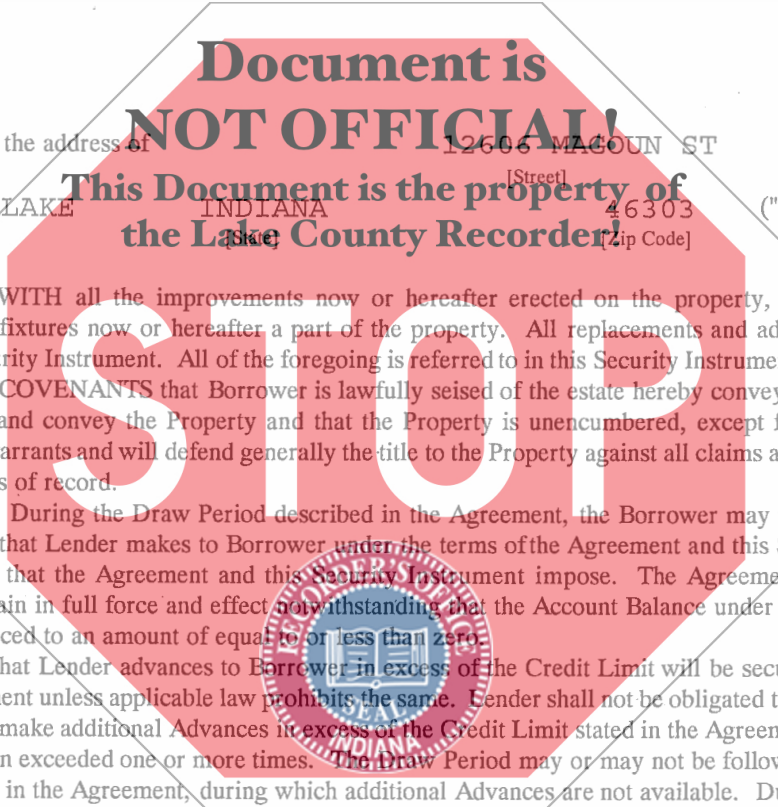 Document is
NOT OFFICIAL!
the address of 12606 MAGOUN ST
[Street]
This Document is the property of
LAKE INDIANA 46303 ("
the Lake County Recorder!
[State] [Zip Code]
WITH all the improvements now or hereafter erected on the property,
fixtures now or hereafter a part of the property. All replacements and ad
rity Instrument. All of the foregoing is referred to in this Security Instrume
COVENANTS that Borrower is lawfully seised of the estate hereby convey
and convey the Property and that the Property is unencumbered, except f
arrants and will defend generally the title to the Property against all claims a
s of record.
STOP
During the Draw Period described in the Agreement, the Borrower may
that Lender makes to Borrower under the terms of the Agreement and this
that the Agreement and this Security Instrument impose. The Agreeme
ain in full force and effect notwithstanding that the Account Balance under
ced to an amount of equal to or less than zero.
hat Lender advances to Borrower in excess of the Credit Limit will be secu
ent unless applicable law prohibits the same. Lender shall not be obligated t
make additional Advances in excess of the Credit Limit stated in the Agreen
n exceeded one or more times. The Draw Period may or may not be follow
in the Agreement, during which additional Advances are not available. D
RECORDER'S OFFICE
SEAL
INDIANA